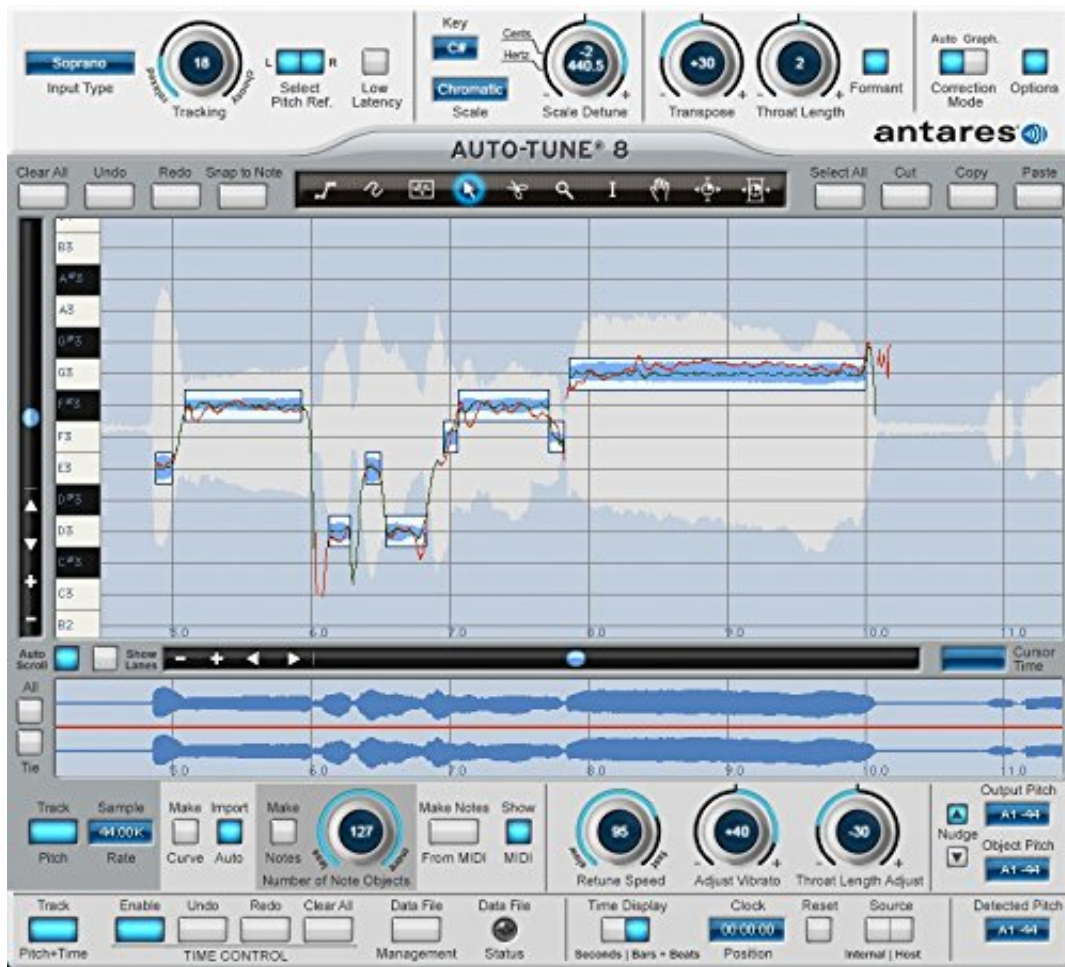 Key
Auto Graph.
Soprano 18 L R C# Cents Hertz -2 440.5 +30 2
Input Type Select Pitch Ref. Low Latency Chromatic Formant Correction Mode Options
relaxed choosy
Tracking Scale Scale Detune - + Transpose - + Throat Length - +
antares
AUTO-TUNE® 8
Clear All Undo Redo Snap to Note Select All Cut Copy Paste
B3
A#3
A3
G#3
G3
F#3
F3
E3
D#3
D3
C#3
C3
B2
5.0 6.0 7.0 8.0 9.0 10.0 11.0
Auto Scroll Show Lanes - + Cursor Time
All
Tie
5.0 6.0 7.0 8.0 9.0 10.0 11.0
Track Sample Make Import Make Make Notes Show Output Pitch
44.00K 127 95 +40 -30 A1 -44
Nudge
Pitch Rate Curve Auto Notes less more From MIDI MIDI slow fast - + - + Object Pitch
Number of Note Objects Retune Speed Adjust Vibrato Throat Length Adjust A1 -44
Track Enable Undo Redo Clear All Data File Data File Time Display Clock Reset Source Detected Pitch
00:00:00 A1 -44
Pitch+Time TIME CONTROL Management Status Seconds | Bars + Beats Position Internal | Host